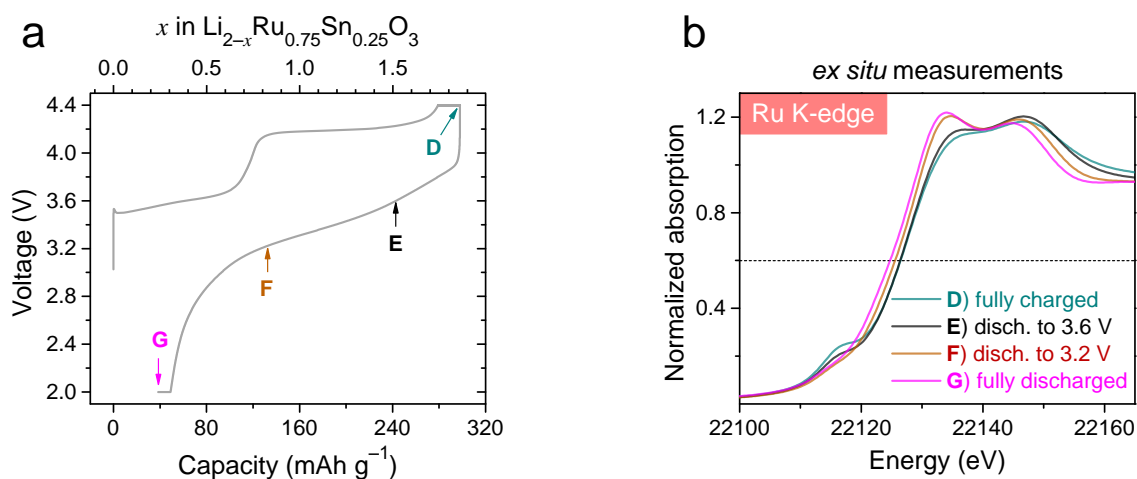 a
x in Li₂₋ₓRu₀.₇₅Sn₀.₂₅O₃
0.0 0.5 1.0 1.5
4.4
4.0
3.6
3.2
2.8
2.4
2.0
Voltage (V)
D
E
F
G
0 80 160 240 320
Capacity (mAh g⁻¹)
b
ex situ measurements
Ru K-edge
1.2
0.8
0.4
Normalized absorption
D) fully charged
E) disch. to 3.6 V
F) disch. to 3.2 V
G) fully discharged
22100 22120 22140 22160
Energy (eV)